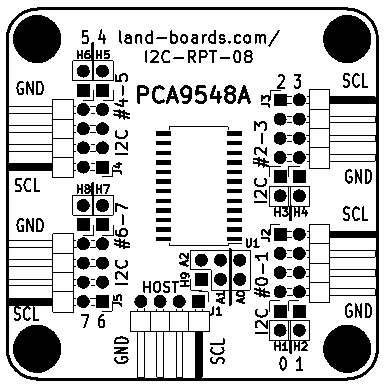 5 4 land-boards.com/
H6 H5 I2C-RPT-08
GND PCA9548A SCL
I2C #4-5
J4
SCL
2 3
J3
I2C #2-3
GND
H3 H4
H8 H7
GND
SCL
I2C #6-7
J5
SCL
7 6
U1
A2
H9
A1
A0
HOST
J1
GND
SCL
J2
I2C #0-1
GND
H1 H2
0 1